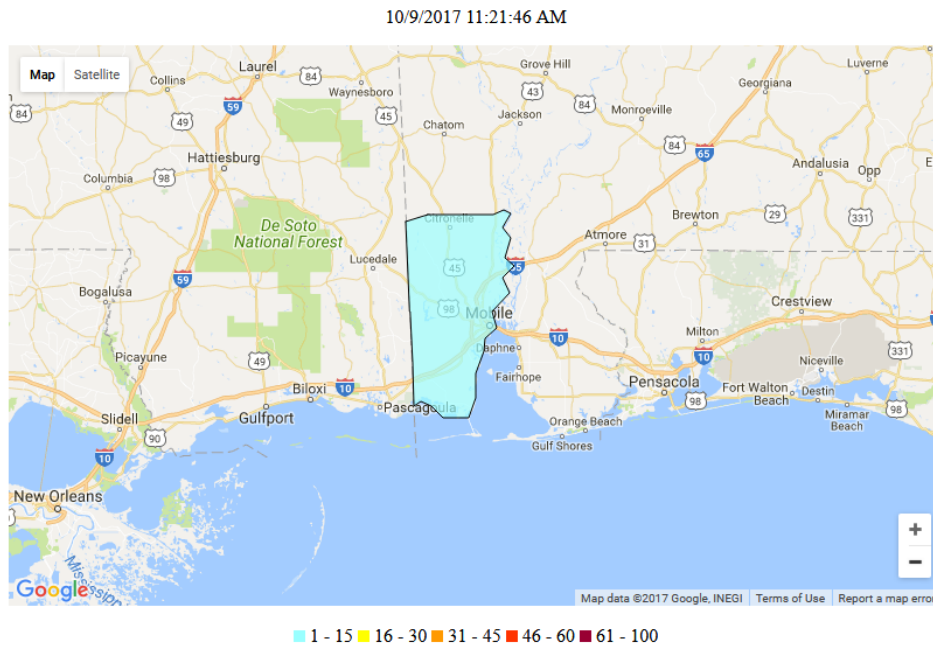 10/9/2017 11:21:46 AM
Map Satellite
Laurel
Collins
84
Waynesboro
Grove Hill
43
Luverne
Georgiana
84
59
49
45
Chatom
Jackson
84
Monroeville
84
65
Hattiesburg
Columbia
98
Andalusia
Opp
E
De Soto
National Forest
Citronelle
Brewton
29
331
Atmore
31
Lucedale
45
65
59
Bogalusa
98
Mobile
Crestview
10
Milton
10
Daphne
Picayune
49
331
Niceville
Fairhope
Biloxi
10
Pensacola
98
Fort Walton
Beach
Destin
98
Miramar
Beach
Pascagoula
Gulfport
Slidell
90
Orange Beach
Gulf Shores
10
New Orleans
Mississipp
+
−
Google
Map data ©2017 Google, INEGI Terms of Use Report a map error
1 - 15 16 - 30 31 - 45 46 - 60 61 - 100